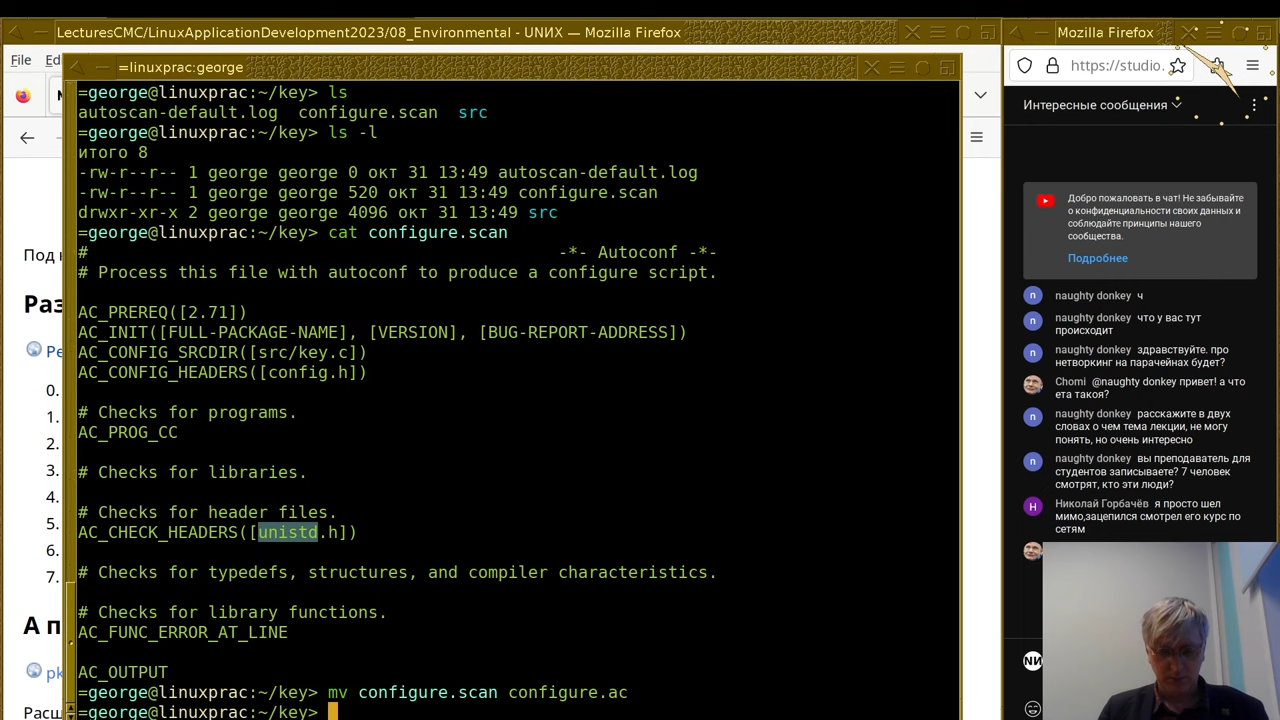 LecturesCMC/LinuxApplicationDevelopment2023/08_Environmental - UNИX — Mozilla Firefox
File
=linuxprac:george
=george@linuxprac:~/key> ls
autoscan-default.log configure.scan src
=george@linuxprac:~/key> ls -l
итого 8
-rw-r--r-- 1 george george 0 окт 31 13:49 autoscan-default.log
-rw-r--r-- 1 george george 520 окт 31 13:49 configure.scan
drwxr-xr-x 2 george george 4096 окт 31 13:49 src
=george@linuxprac:~/key> cat configure.scan
# -*- Autoconf -*-
# Process this file with autoconf to produce a configure script.
AC_PREREQ([2.71])
AC_INIT([FULL-PACKAGE-NAME], [VERSION], [BUG-REPORT-ADDRESS])
AC_CONFIG_SRCDIR([src/key.c])
AC_CONFIG_HEADERS([config.h])
# Checks for programs.
AC_PROG_CC
# Checks for libraries.
# Checks for header files.
AC_CHECK_HEADERS([unistd.h])
# Checks for typedefs, structures, and compiler characteristics.
# Checks for library functions.
AC_FUNC_ERROR_AT_LINE
AC_OUTPUT
=george@linuxprac:~/key> mv configure.scan configure.ac
=george@linuxprac:~/key>
Под
Раз
0.
1.
2.
3.
4.
5.
6.
7.
А п
pk
Расш
Mozilla Firefox
https://studio.
Интересные сообщения
Добро пожаловать в чат! Не забывайте
о конфиденциальности своих данных и
соблюдайте принципы нашего
сообщества.
Подробнее
n naughty donkey ч
n naughty donkey что у вас тут
происходит
n naughty donkey здравствуйте. про
нетворкинг на парачейнах будет?
Chomi @naughty donkey привет! а что
ета такоя?
n naughty donkey расскажите в двух
словах о чем тема лекции, не могу
понять, но очень интересно
n naughty donkey вы преподаватель для
студентов записываете? 7 человек
смотрят, кто эти люди?
Н Николай Горбачёв я просто шел
мимо,зацепился смотрел его курс по
сетям